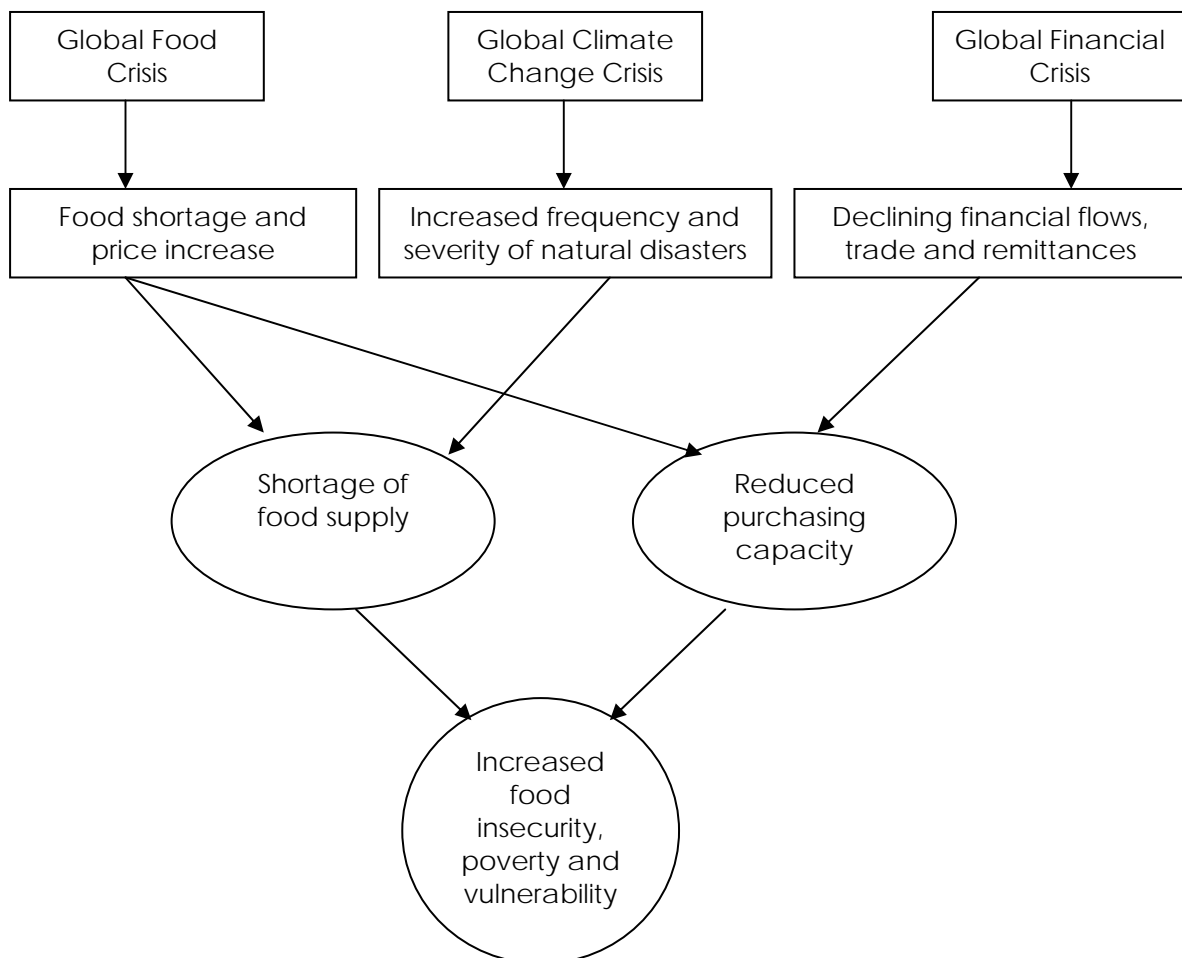 Global Food
Crisis
Global Climate
Change Crisis
Global Financial
Crisis
Food shortage and
price increase
Increased frequency and
severity of natural disasters
Declining financial flows,
trade and remittances
Shortage of
food supply
Reduced
purchasing
capacity
Increased
food
insecurity,
poverty and
vulnerability